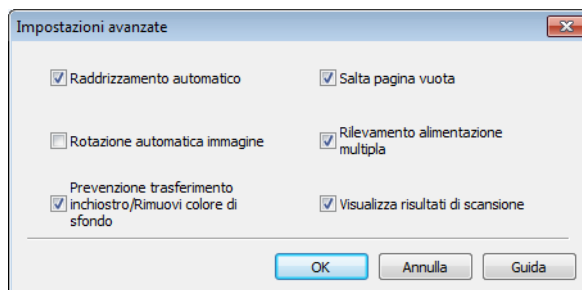 Impostazioni avanzate
Raddrizzamento automatico
Salta pagina vuota
Rotazione automatica immagine
Rilevamento alimentazione
multipla
Prevenzione trasferimento
inchiostro/Rimuovi colore di
sfondo
Visualizza risultati di scansione
OK
Annulla
Guida